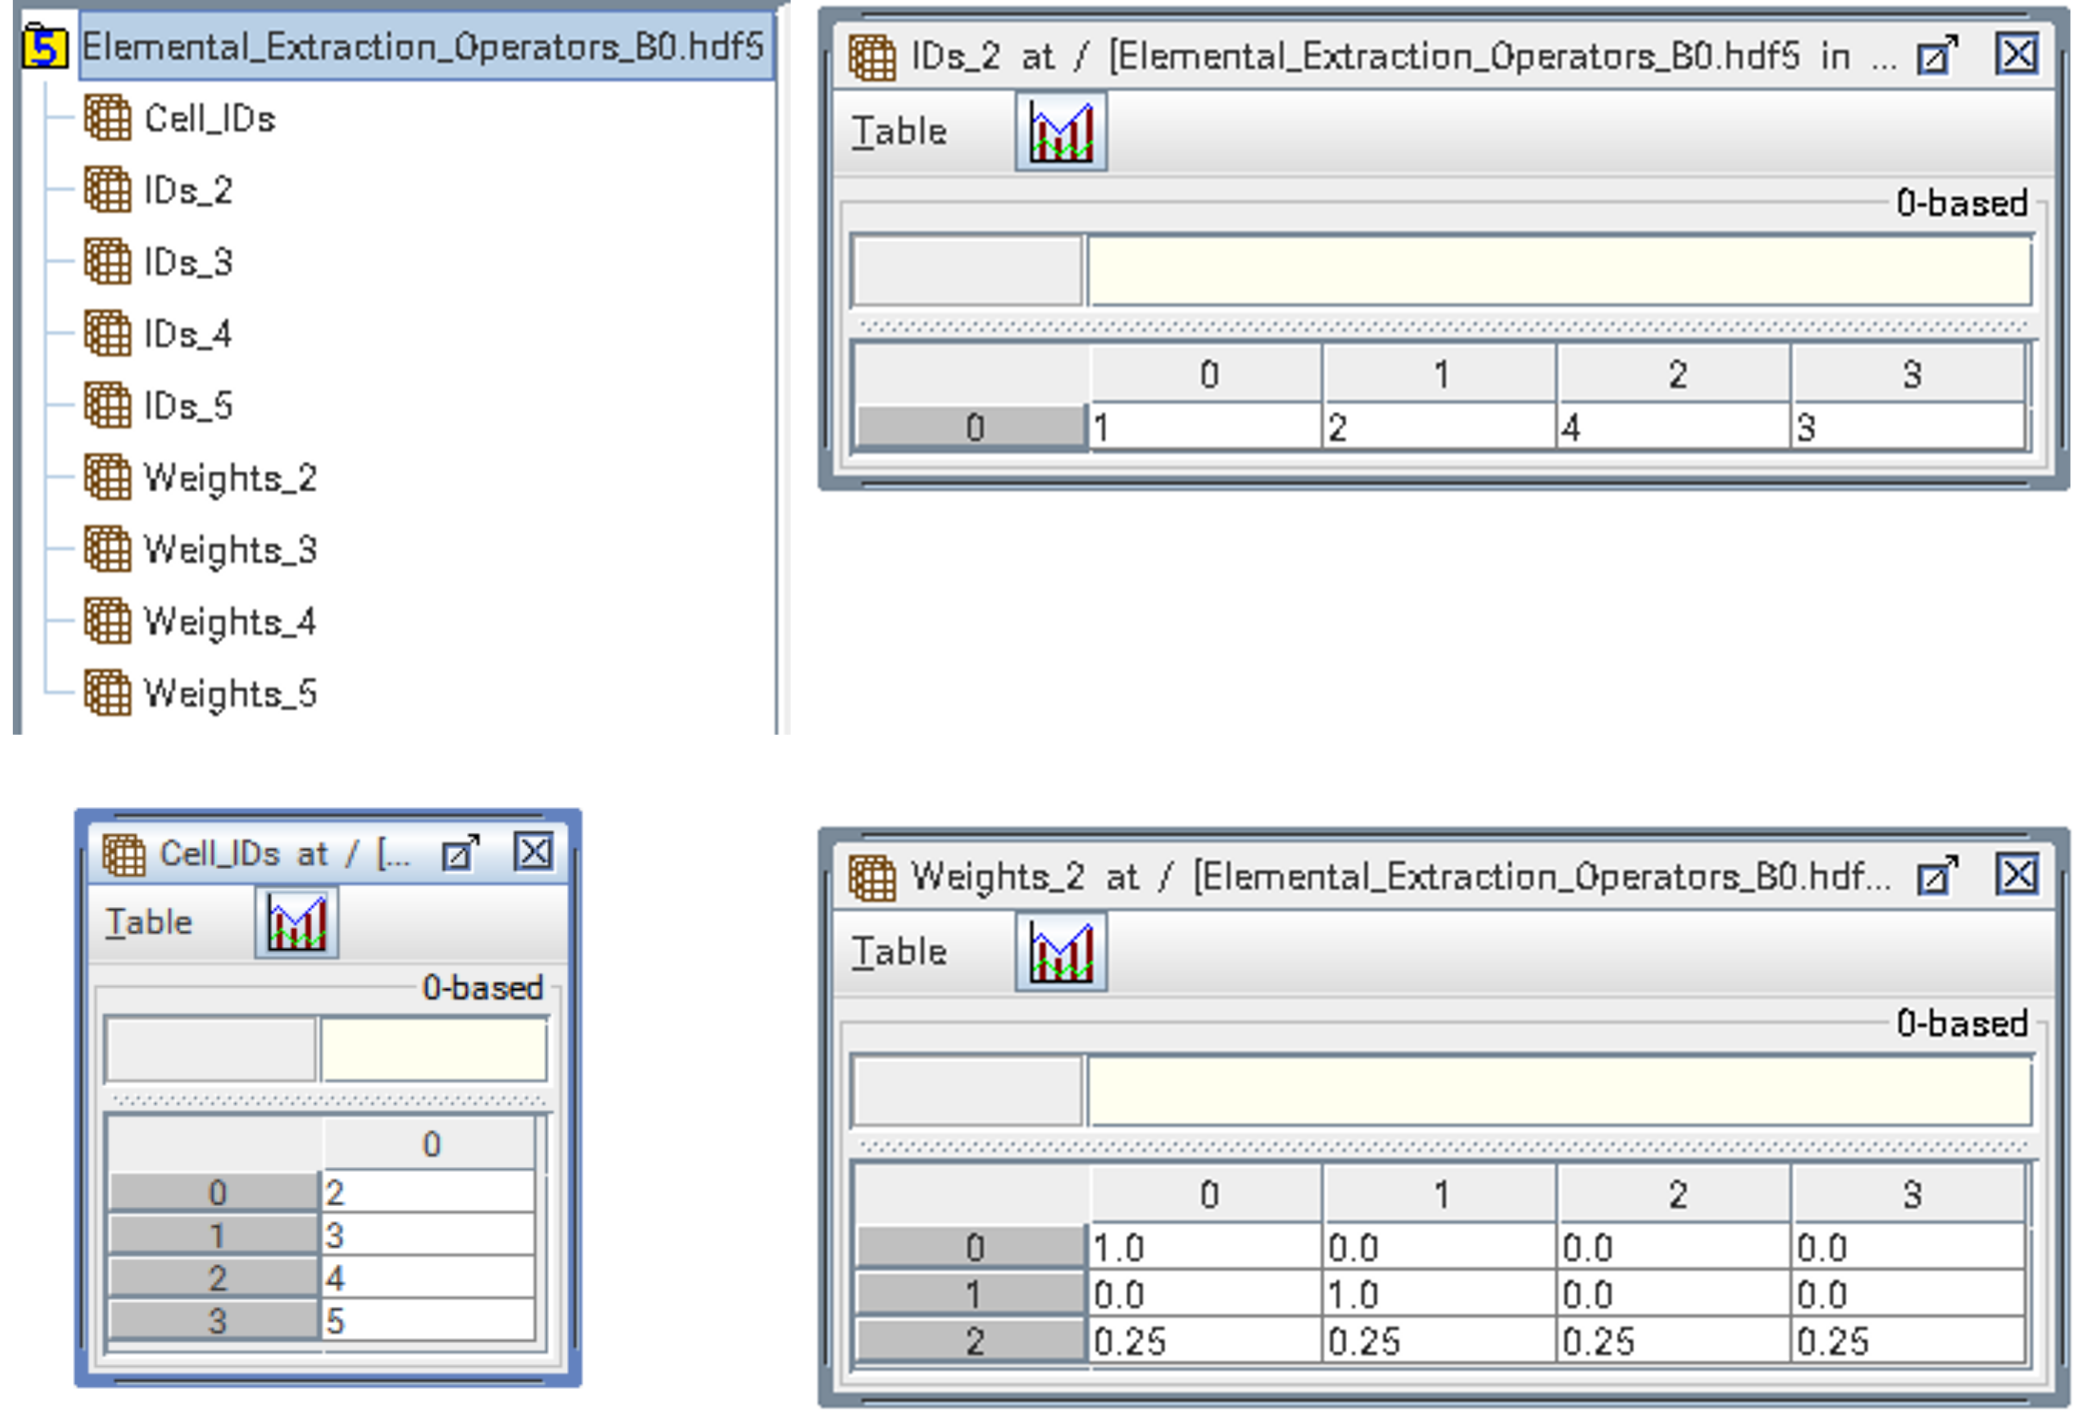 Elemental_Extraction_Operators_B0.hdf5
Cell_IDs
IDs_2
IDs_3
IDs_4
IDs_5
Weights_2
Weights_3
Weights_4
Weights_5
IDs_2 at / [Elemental_Extraction_Operators_B0.hdf5 in ...
Table
0-based
0 1 2 3
0 1 2 4 3
Cell_IDs at / [...
Table
0-based
0
0 2
1 3
2 4
3 5
Weights_2 at / [Elemental_Extraction_Operators_B0.hdf...
Table
0-based
0 1 2 3
0 1.0 0.0 0.0 0.0
1 0.0 1.0 0.0 0.0
2 0.25 0.25 0.25 0.25